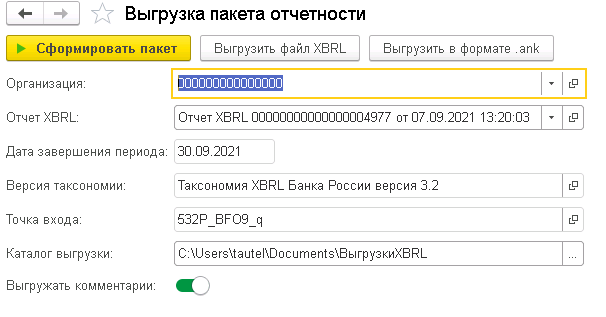 Выгрузка пакета отчетности
Сформировать пакет Выгрузить файл XBRL Выгрузить в формате .ank
Организация: 000000000000000
Отчет XBRL: Отчет XBRL 00000000000000004977 от 07.09.2021 13:20:03
Дата завершения периода: 30.09.2021
Версия таксономии: Таксономия XBRL Банка России версия 3.2
Точка входа: 532P_BFO9_q
Каталог выгрузки: C:\Users\tautel\Documents\ВыгрузкиXBRL ...
Выгружать комментарии: